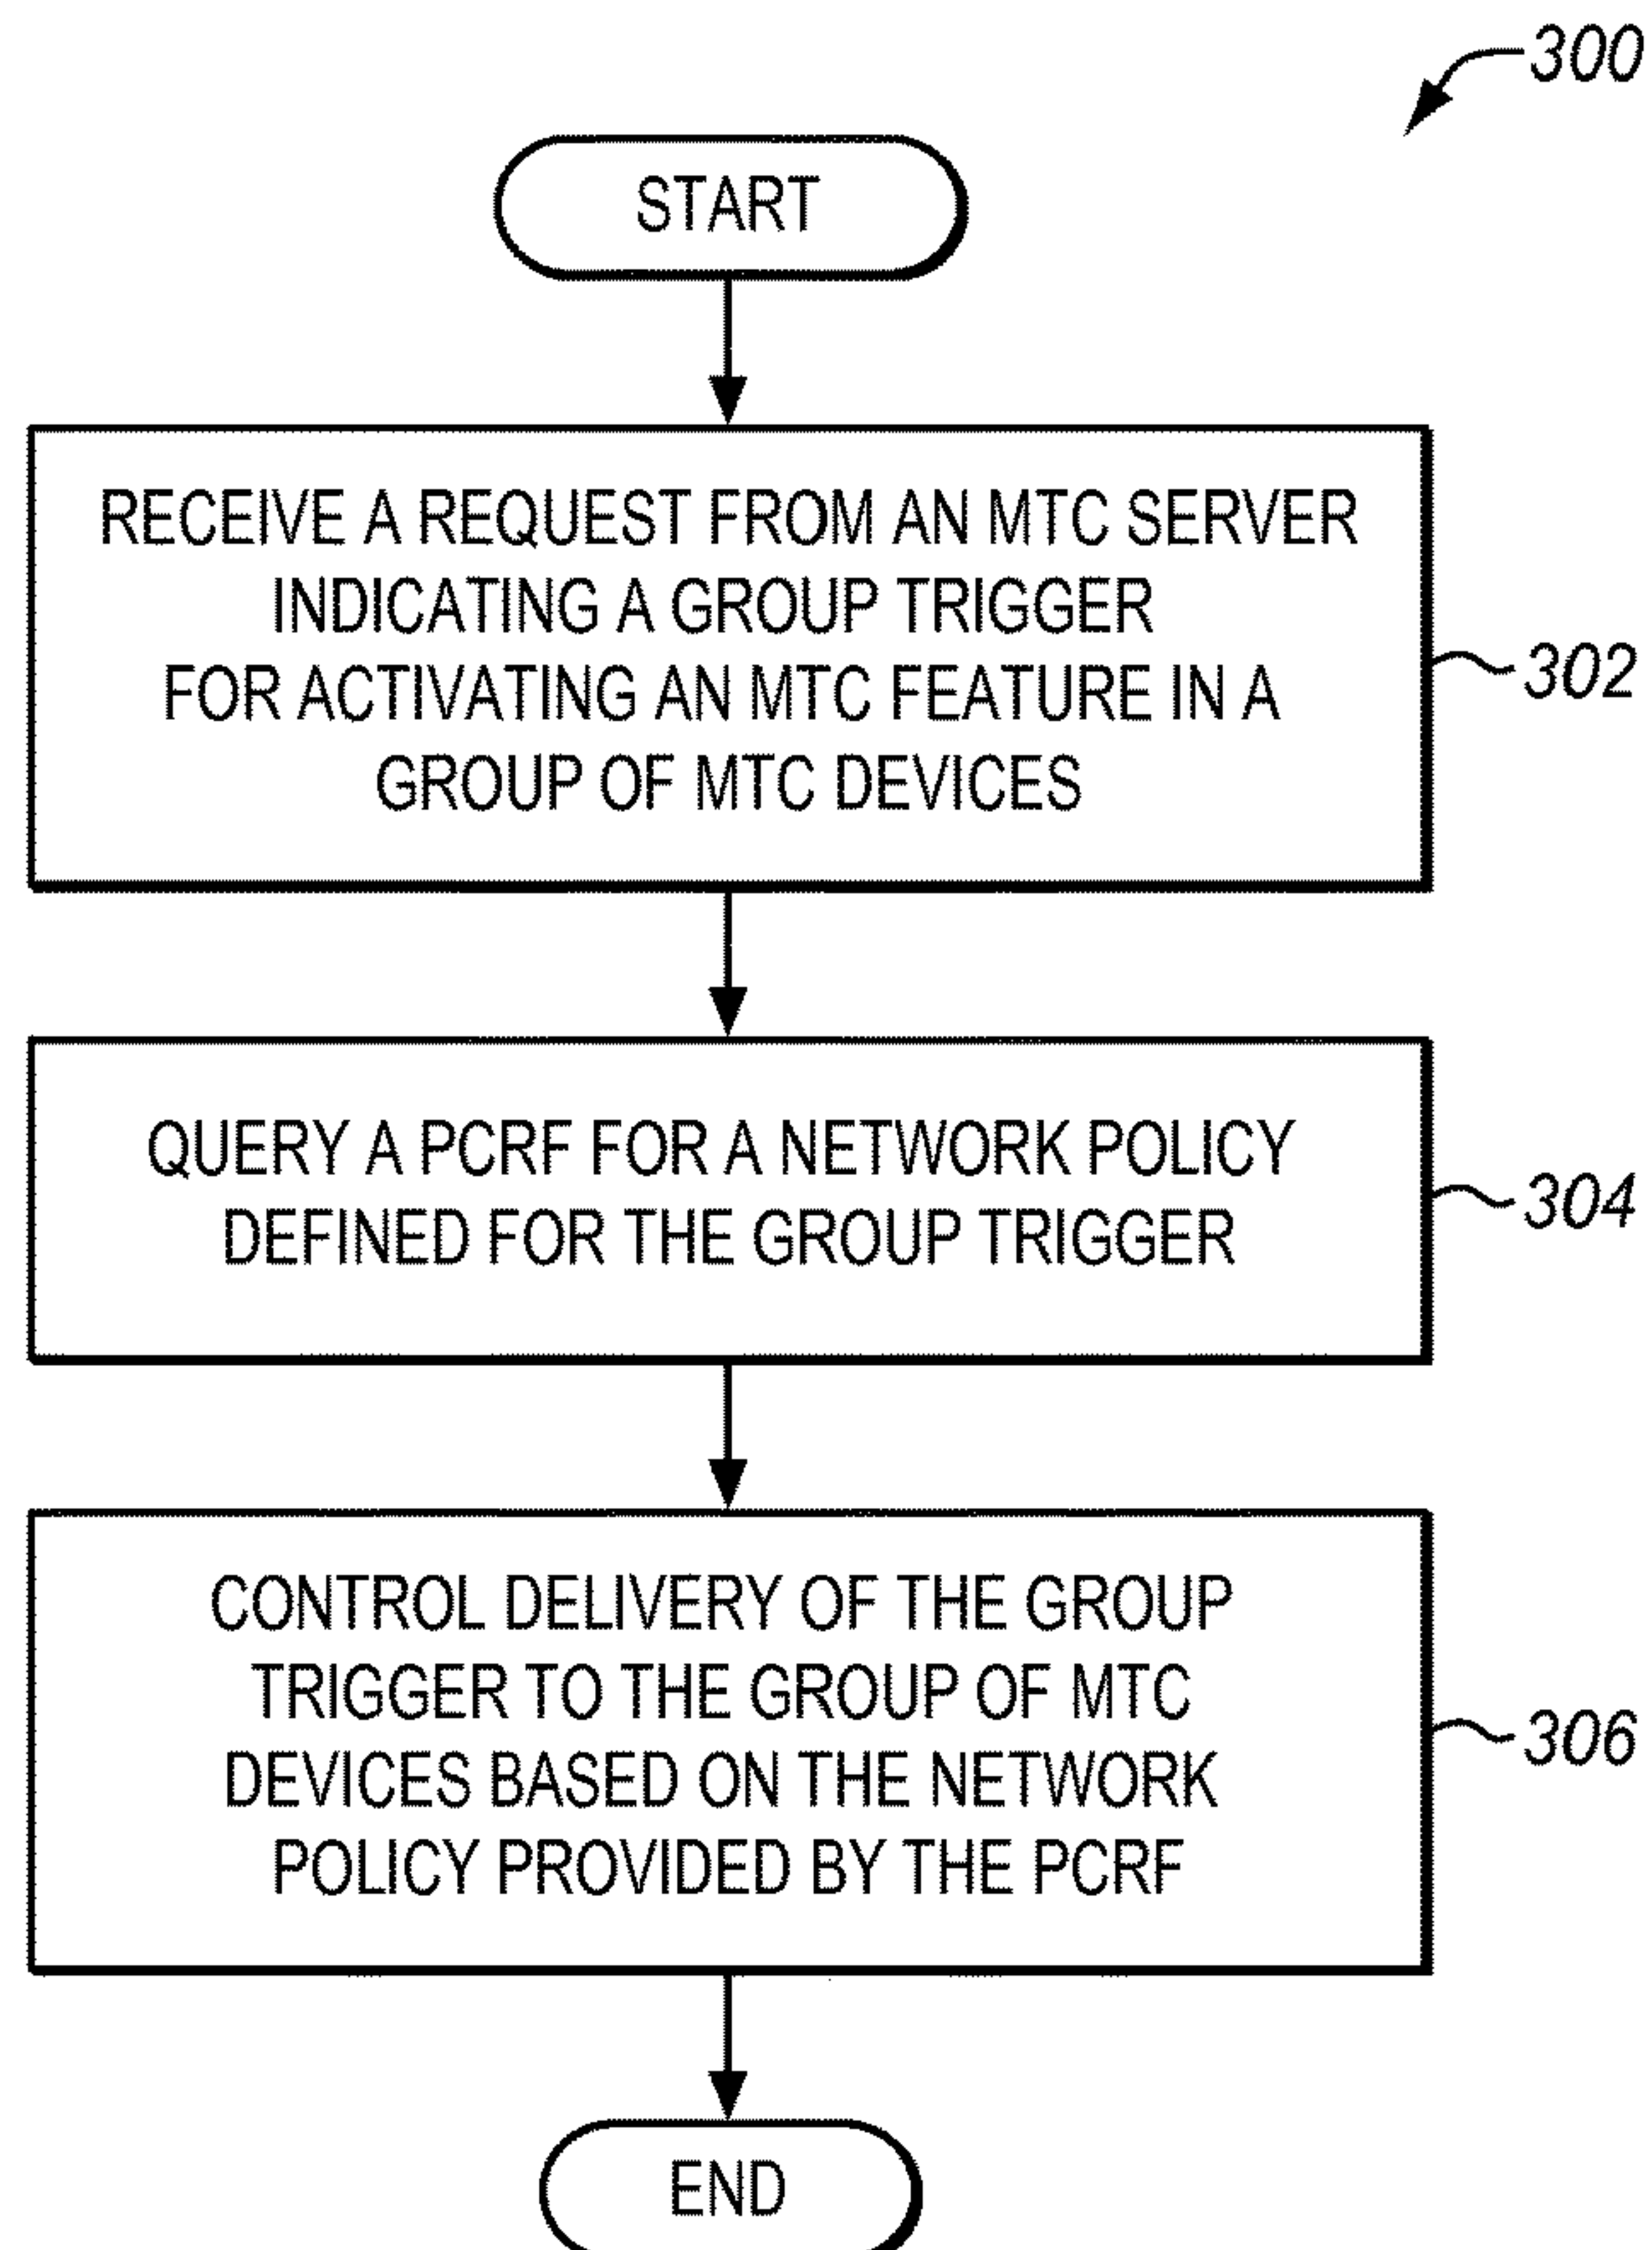 300
START
RECEIVE A REQUEST FROM AN MTC SERVER
INDICATING A GROUP TRIGGER
FOR ACTIVATING AN MTC FEATURE IN A
GROUP OF MTC DEVICES
302
QUERY A PCRF FOR A NETWORK POLICY
DEFINED FOR THE GROUP TRIGGER
304
CONTROL DELIVERY OF THE GROUP
TRIGGER TO THE GROUP OF MTC
DEVICES BASED ON THE NETWORK
POLICY PROVIDED BY THE PCRF
306
END